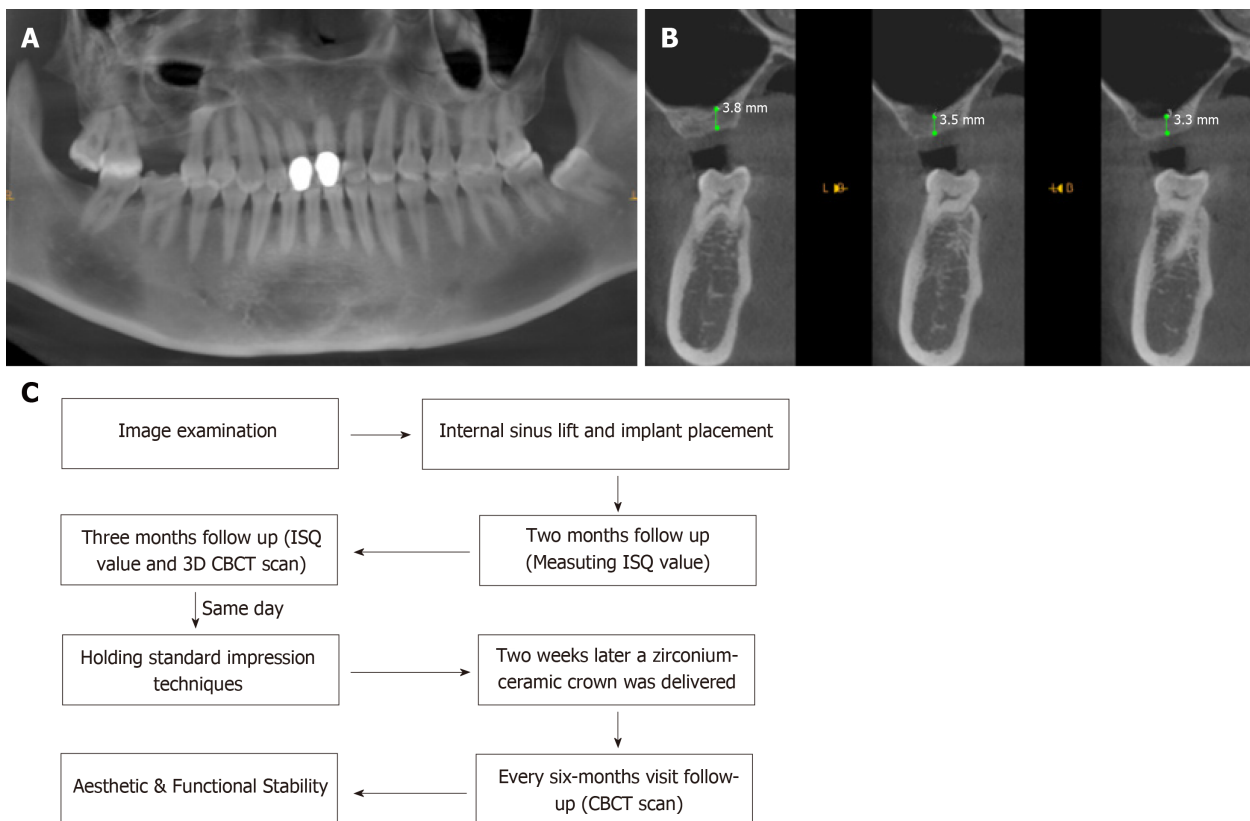 A
B
3.8 mm
3.5 mm
3.3 mm
L
B
L
B
C
Image examination
Internal sinus lift and implant placement
Three months follow up (ISQ
value and 3D CBCT scan)
Two months follow up
(Measuring ISQ value)
Same day
Holding standard impression
techniques
Two weeks later a zirconium-
ceramic crown was delivered
Aesthetic & Functional Stability
Every six-months visit follow-
up (CBCT scan)